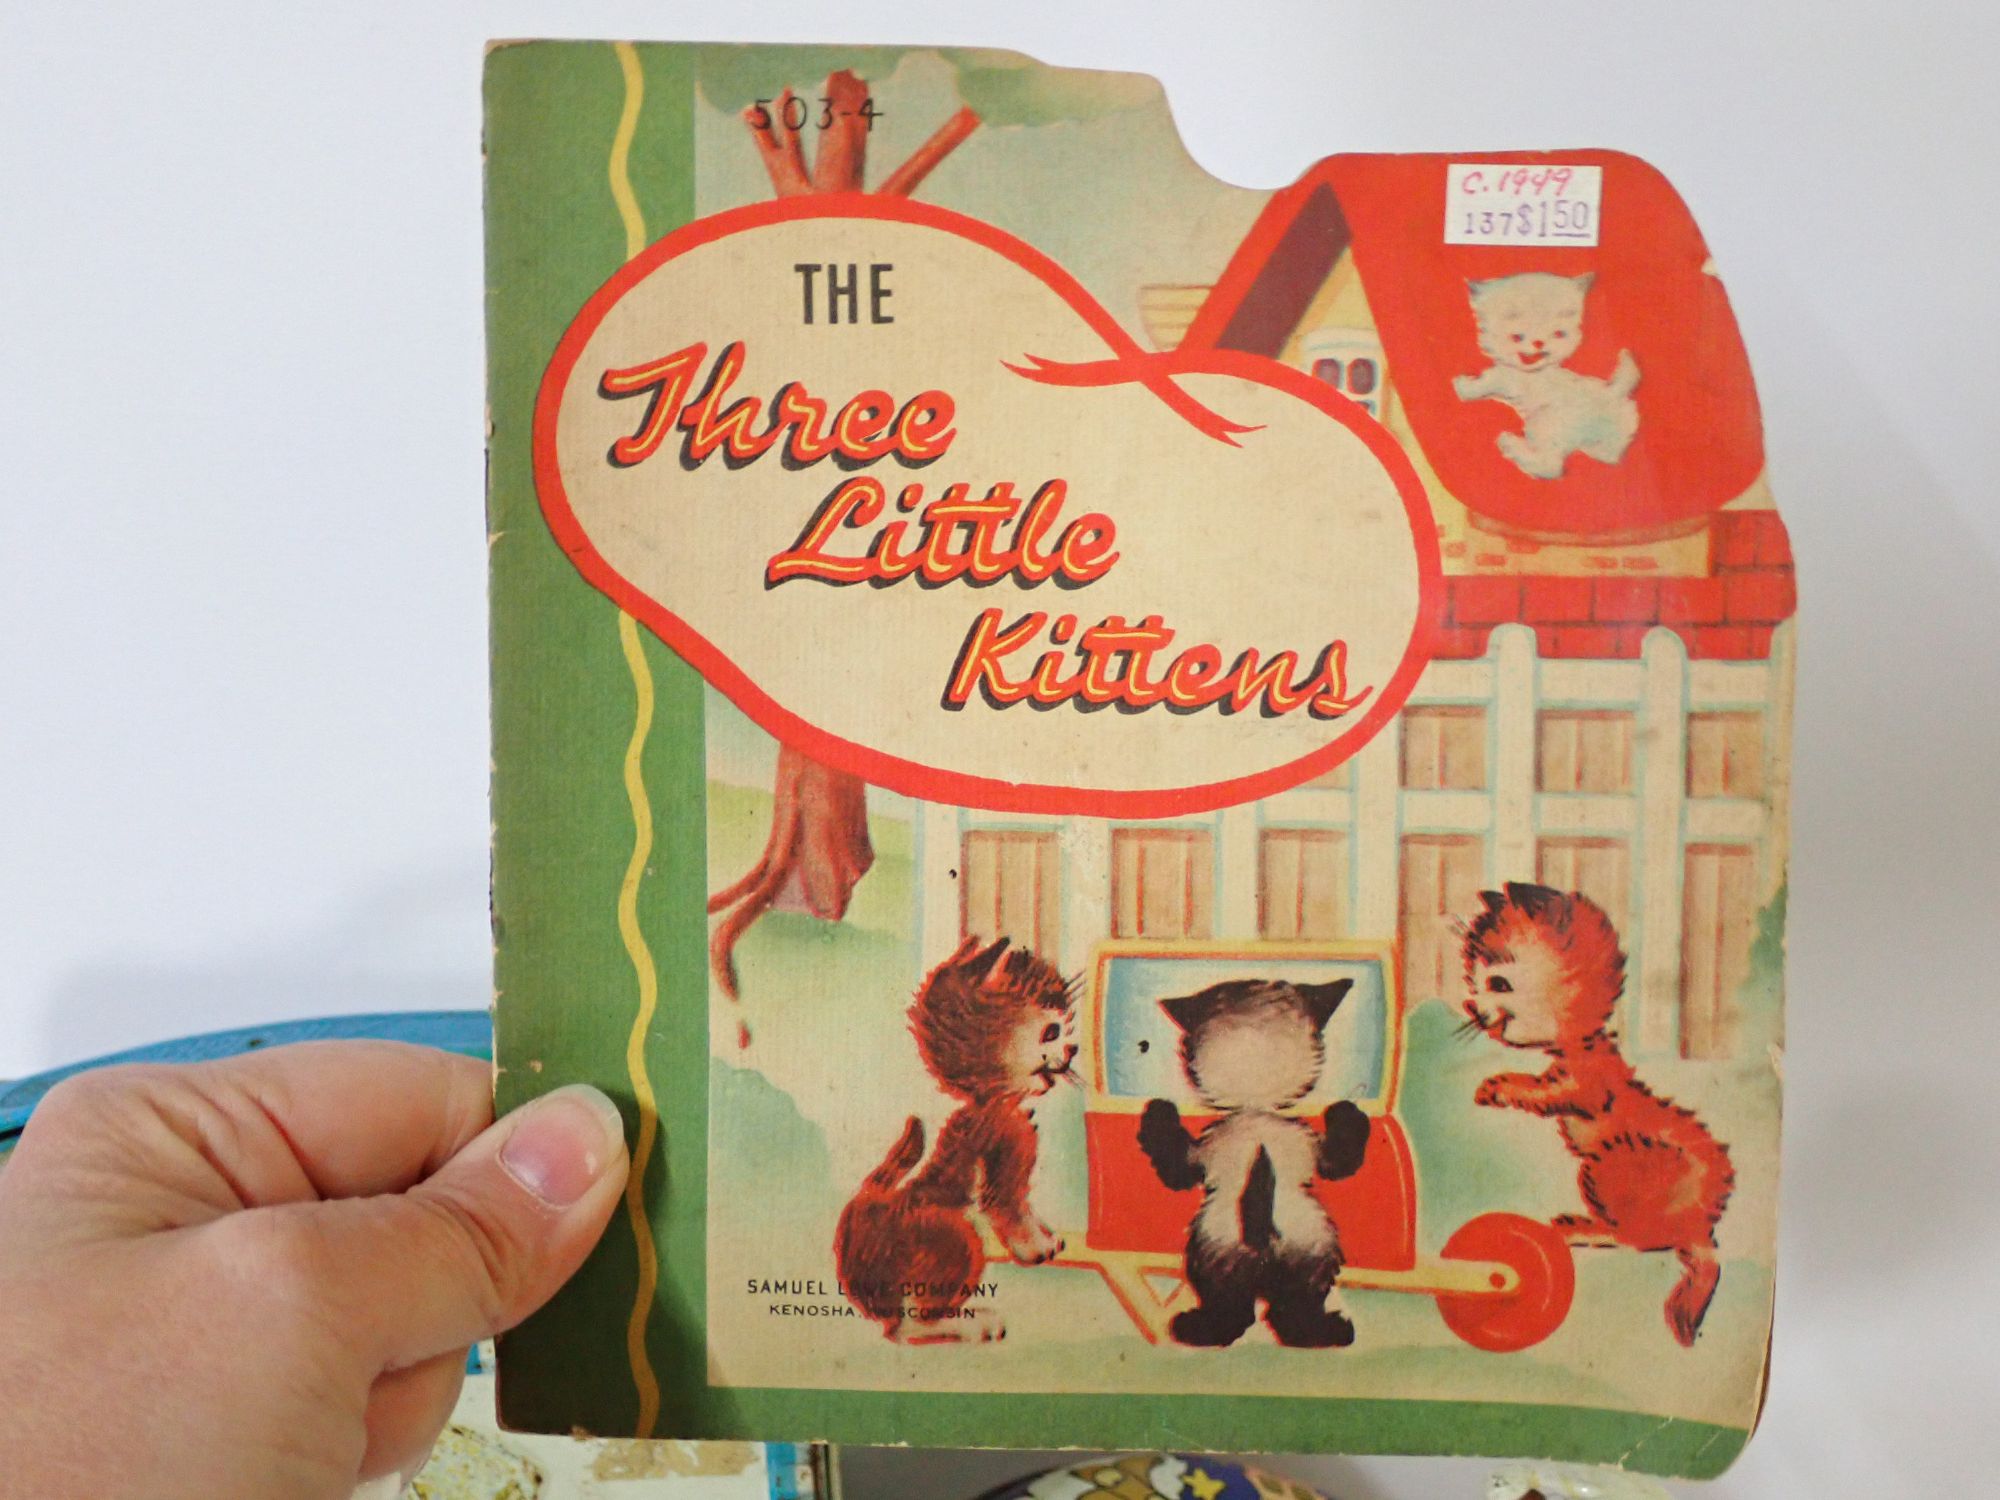 503-4
C. 1949
137$1.50
THE
Three
Little
Kittens
SAMUEL LOWE COMPANY
KENOSHA, WISCONSIN